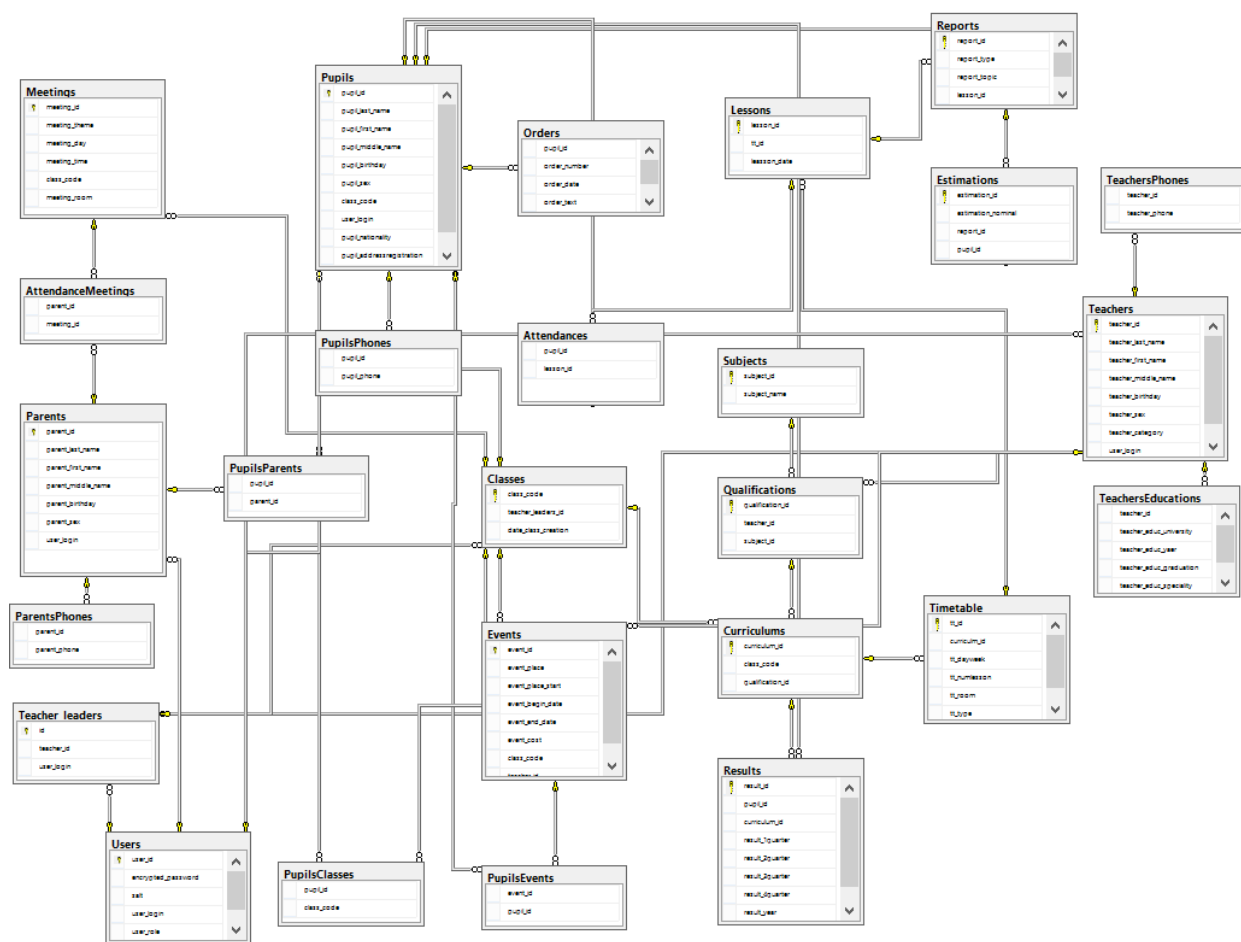 Meetings
meeting_id
meeting_theme
meeting_day
meeting_time
class_code
meeting_room
AttendanceMeetings
parent_id
meeting_id
Parents
parent_id
parent_last_name
parent_first_name
parent_middle_name
parent_birthday
parent_sex
user_login
ParentsPhones
parent_id
parent_phone
Teacher_leaders
id
teacher_id
user_login
Users
user_id
encrypted_password
salt
user_login
user_role
Pupils
pupil_id
pupil_last_name
pupil_first_name
pupil_middle_name
pupil_birthday
pupil_sex
class_code
user_login
pupil_nationality
pupil_addressregistration
PupilsPhones
pupil_id
pupil_phone
PupilsParents
pupil_id
parent_id
PupilsClasses
pupil_id
class_code
Orders
pupil_id
order_number
order_date
order_text
Attendances
pupil_id
lesson_id
Classes
class_code
teacher_leaders_id
date_class_creation
Events
event_id
event_place
event_place_start
event_begin_date
event_end_date
event_cost
class_code
teacher_id
PupilsEvents
event_id
pupil_id
Lessons
lesson_id
tt_id
lessson_date
Subjects
subject_id
subject_name
Qualifications
qualification_id
teacher_id
subject_id
Curriculums
curriculum_id
class_code
qualification_id
Results
result_id
pupil_id
curriculum_id
result_1quarter
result_2quarter
result_3quarter
result_4quarter
result_year
Reports
report_id
report_type
report_topic
lesson_id
Estimations
estimation_id
estimation_nominal
report_id
pupil_id
TeachersPhones
teacher_id
teacher_phone
Teachers
teacher_id
teacher_last_name
teacher_first_name
teacher_middle_name
teacher_birthday
teacher_sex
teacher_category
user_login
TeachersEducations
teacher_id
teacher_educ_university
teacher_educ_year
teacher_educ_graduation
teacher_educ_speciality
Timetable
tt_id
curriculm_id
tt_dayweek
tt_numlesson
tt_room
tt_type